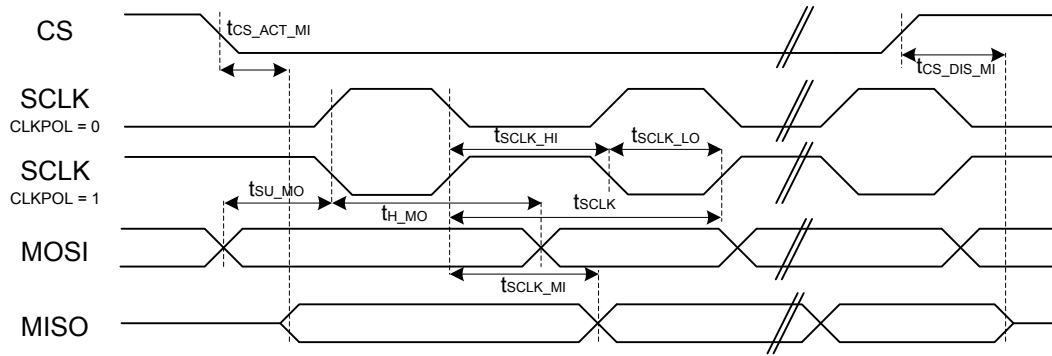 CS
tCS_ACT_MI
tCS_DIS_MI
SCLK
CLKPOL = 0
tSCLK_HI
tSCLK_LO
SCLK
CLKPOL = 1
tSU_MO
tH_MO
tSCLK
MOSI
tSCLK_MI
MISO